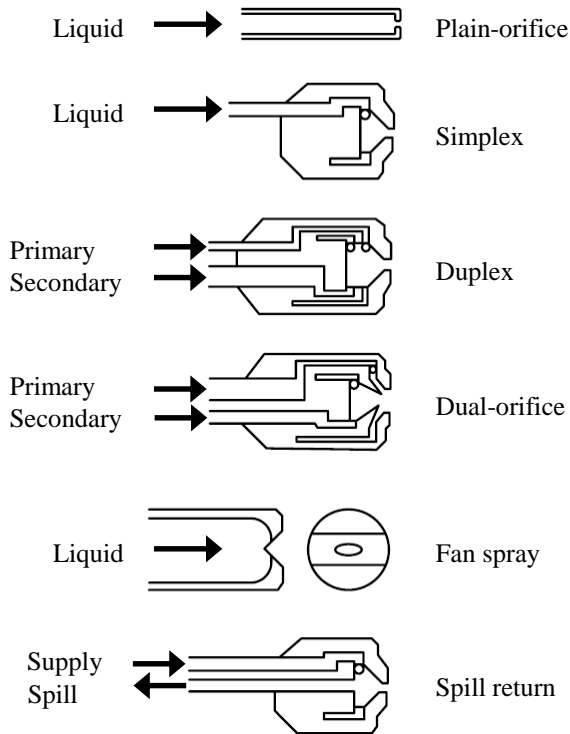 Liquid
Plain-orifice
Liquid
Simplex
Primary
Secondary
Duplex
Primary
Secondary
Dual-orifice
Liquid
Fan spray
Supply
Spill
Spill return